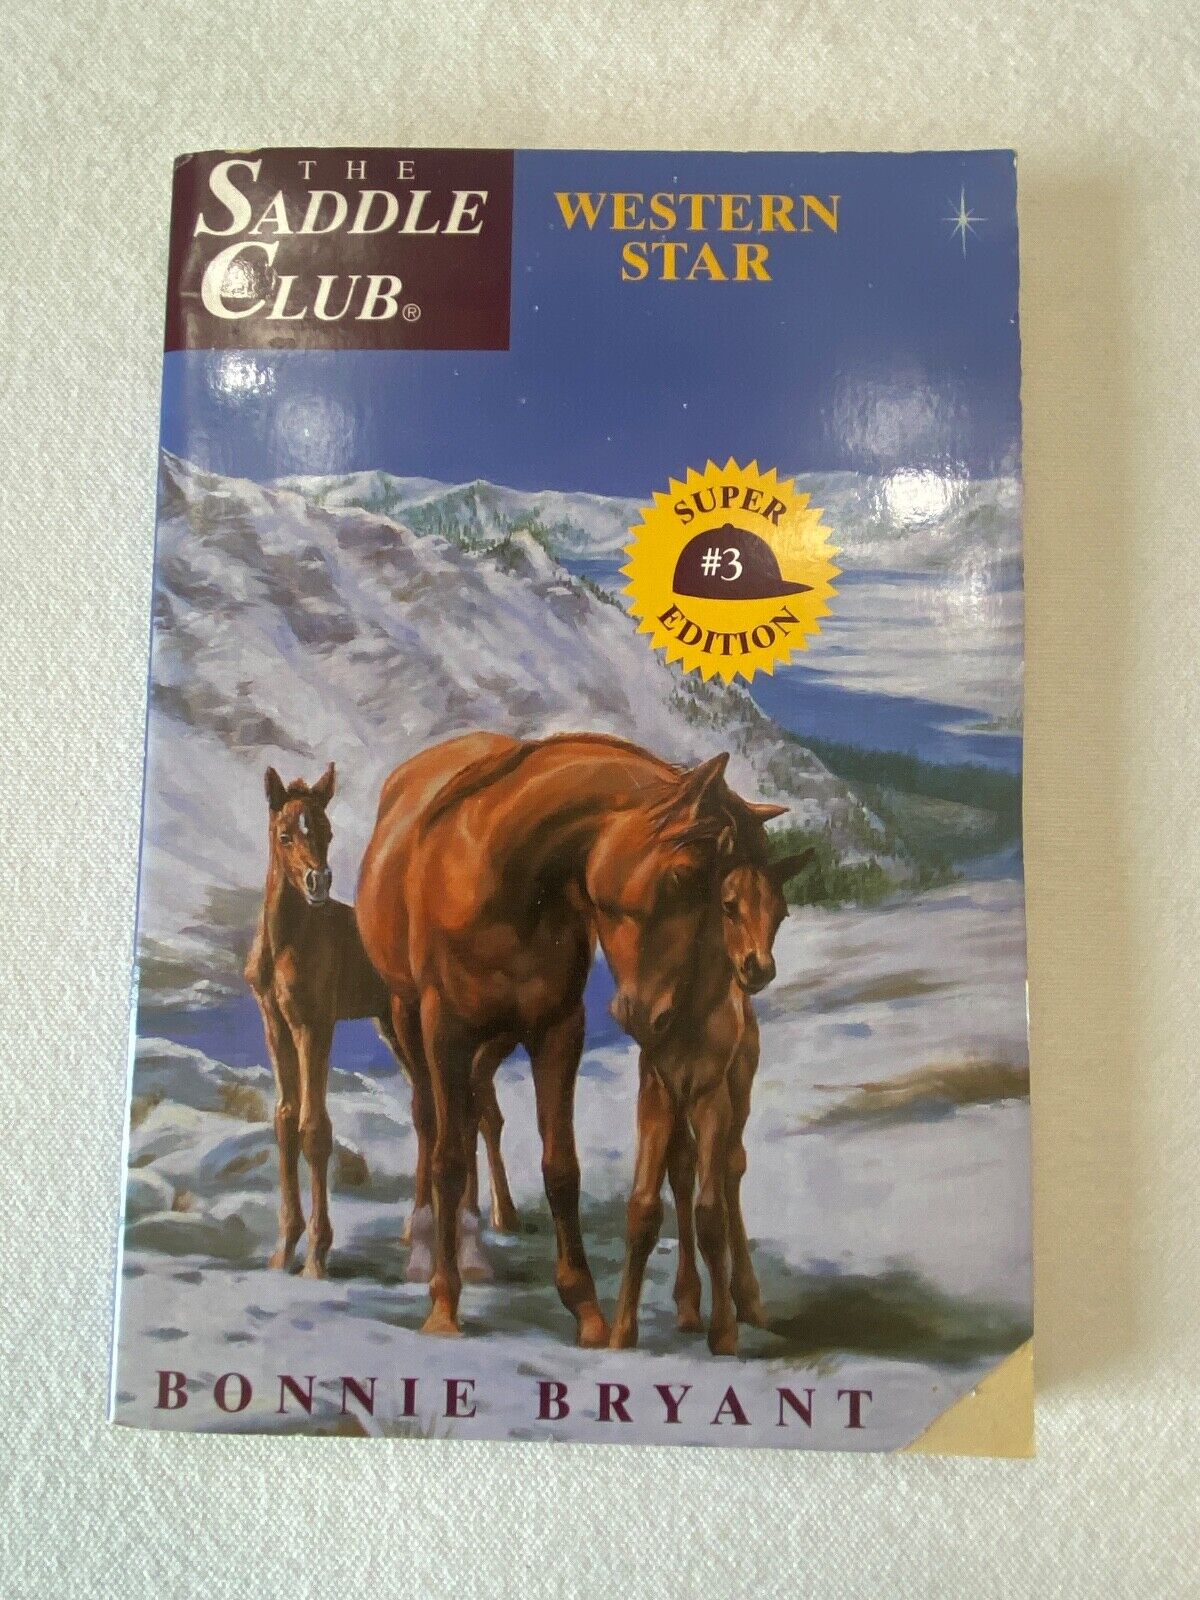 THE
SADDLE
CLUB®
WESTERN
STAR
SUPER
#3
EDITION
BONNIE BRYANT